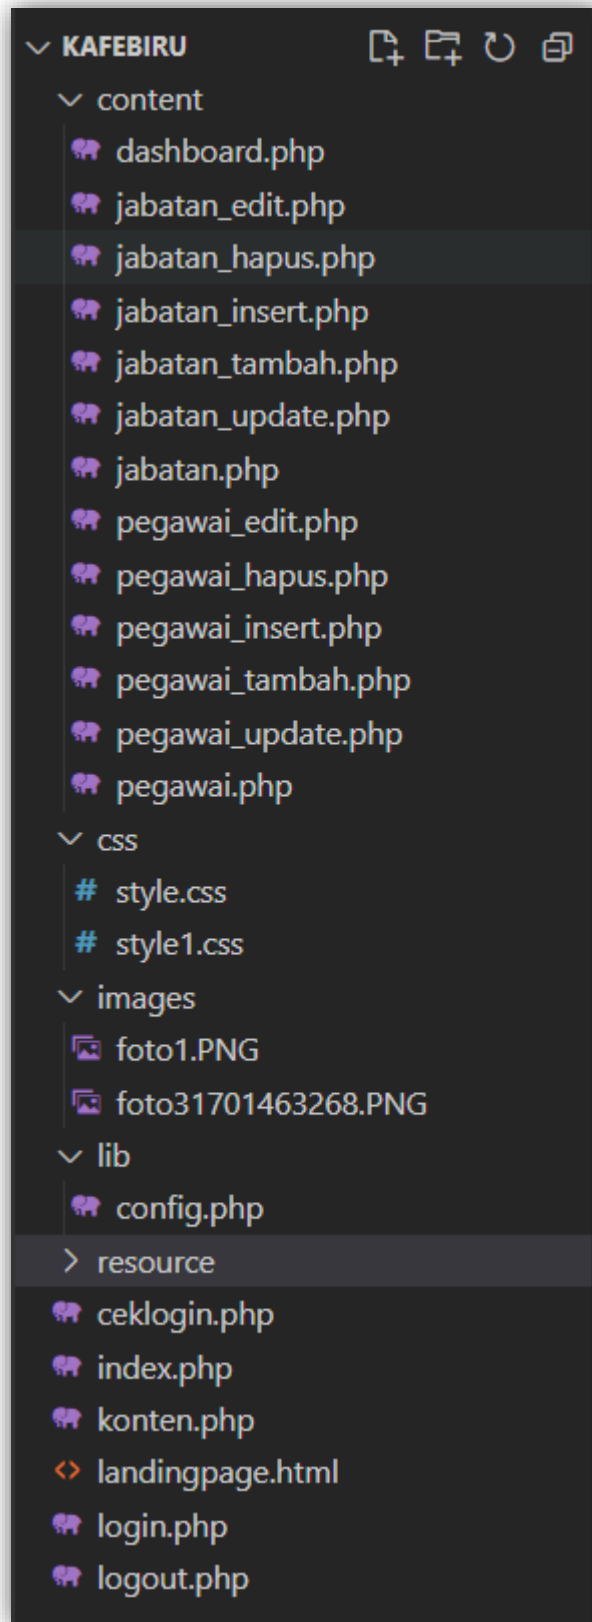 KAFEBIRU
content
dashboard.php
jabatan_edit.php
jabatan_hapus.php
jabatan_insert.php
jabatan_tambah.php
jabatan_update.php
jabatan.php
pegawai_edit.php
pegawai_hapus.php
pegawai_insert.php
pegawai_tambah.php
pegawai_update.php
pegawai.php
css
style.css
style1.css
images
foto1.PNG
foto31701463268.PNG
lib
config.php
resource
ceklogin.php
index.php
konten.php
landingpage.html
login.php
logout.php